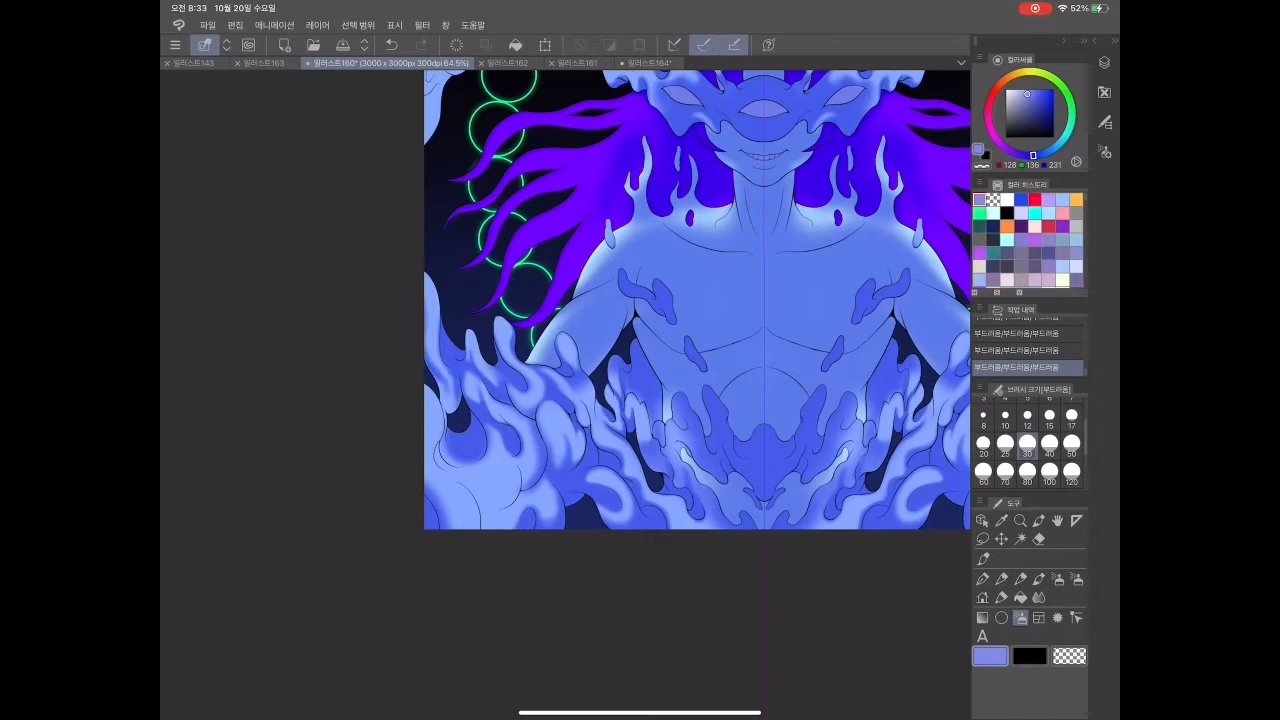 오전 8:33 10월 20일 수요일
52%
파일 편집 애니메이션 레이어 선택 범위 표시 필터 창 도움말
일러스트143 일러스트163 일러스트160* (3000 x 3000px 300dpi 64.5%) 일러스트162 일러스트161 일러스트164*
컬러써클
128 136 231
컬러 히스토리
H S V
작업 내역
부드러움/부드러움/부드러움
부드러움/부드러움/부드러움
부드러움/부드러움/부드러움
브러시 크기[부드러움]
8 10 12 15 17
20 25 30 40 50
60 70 80 100 120
도구
A